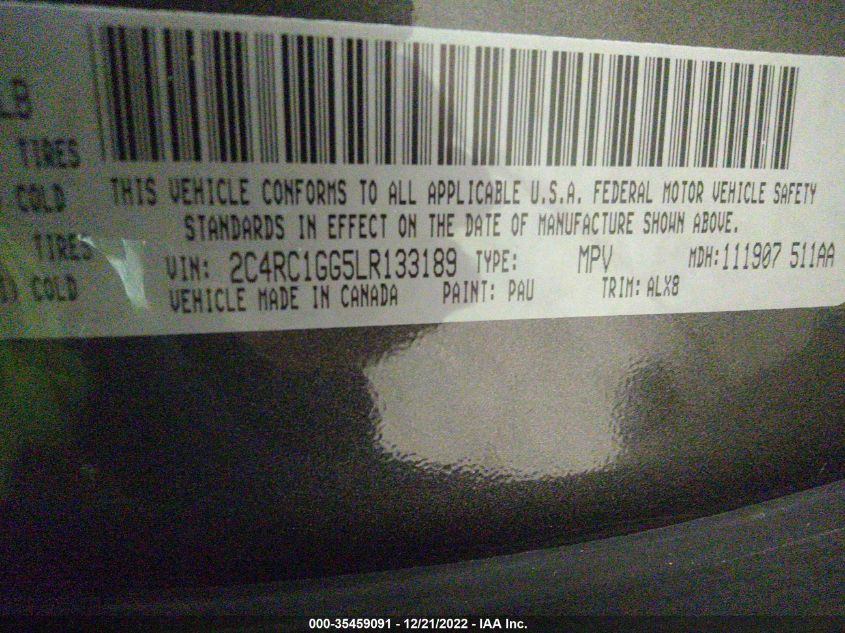 LB
TIRES
COLD
TIRES
) COLD
THIS VEHICLE CONFORMS TO ALL APPLICABLE U.S.A. FEDERAL MOTOR VEHICLE SAFETY
STANDARDS IN EFFECT ON THE DATE OF MANUFACTURE SHOWN ABOVE.
VIN: 2C4RC1GG5LR133189 TYPE: MPV MDH:111907 511AA
VEHICLE MADE IN CANADA PAINT: PAU TRIM: ALX8
000-35459091 - 12/21/2022 - IAA Inc.